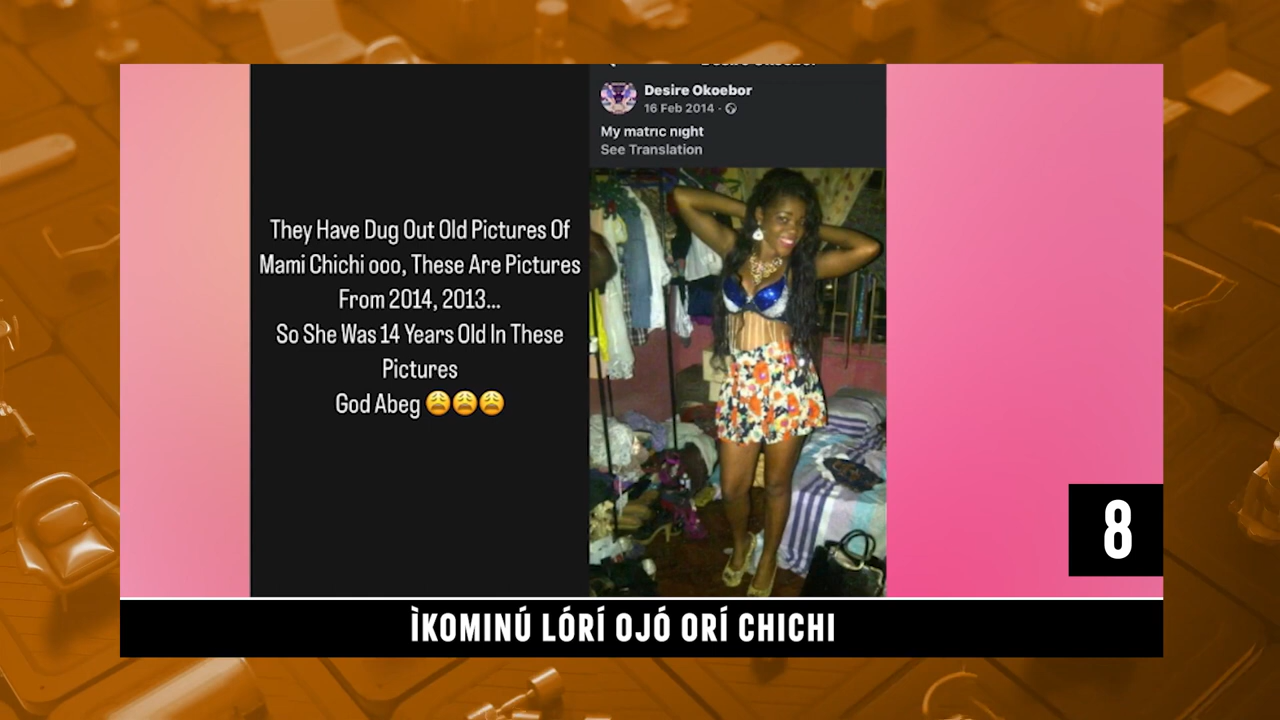 They Have Dug Out Old Pictures Of
Mami Chichi ooo, These Are Pictures
From 2014, 2013...
So She Was 14 Years Old In These
Pictures
God Abeg 😩😩😩
Desire Okoebor
16 Feb 2014 ·
My matric night
See Translation
8
ÌKOMINÚ LÓRÍ OJÓ ORÍ CHICHI